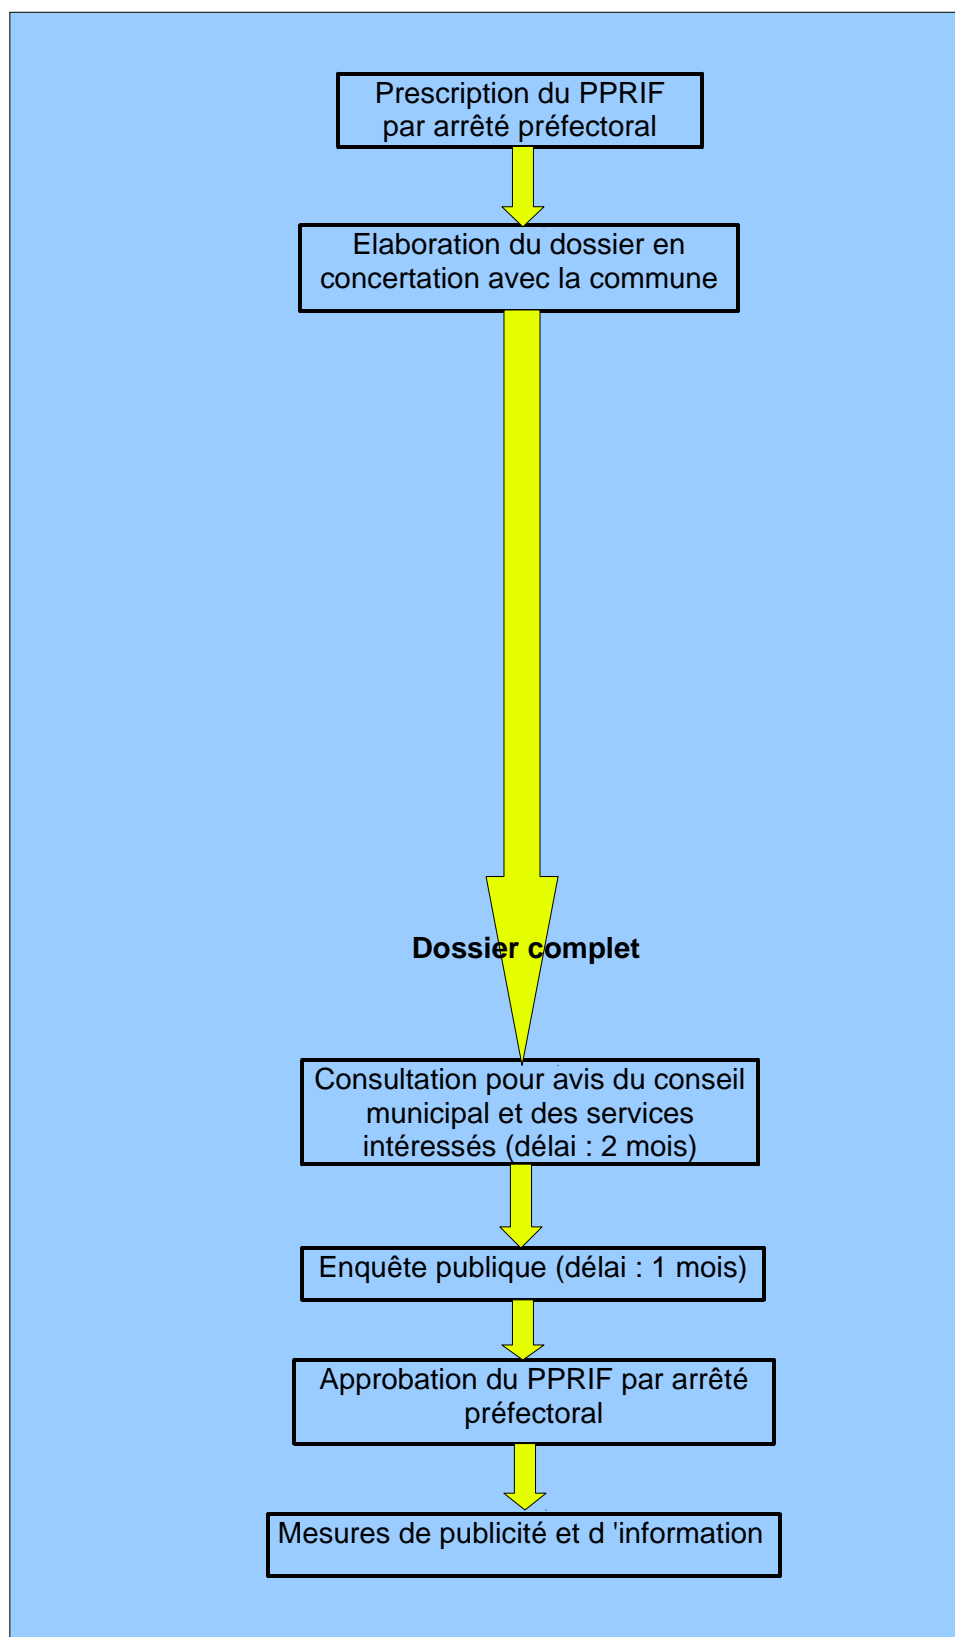 Prescription du PPRIF
par arrêté préfectoral
Elaboration du dossier en
concertation avec la commune
Dossier complet
Consultation pour avis du conseil
municipal et des services
intéressés (délai : 2 mois)
Enquête publique (délai : 1 mois)
Approbation du PPRIF par arrêté
préfectoral
Mesures de publicité et d 'information